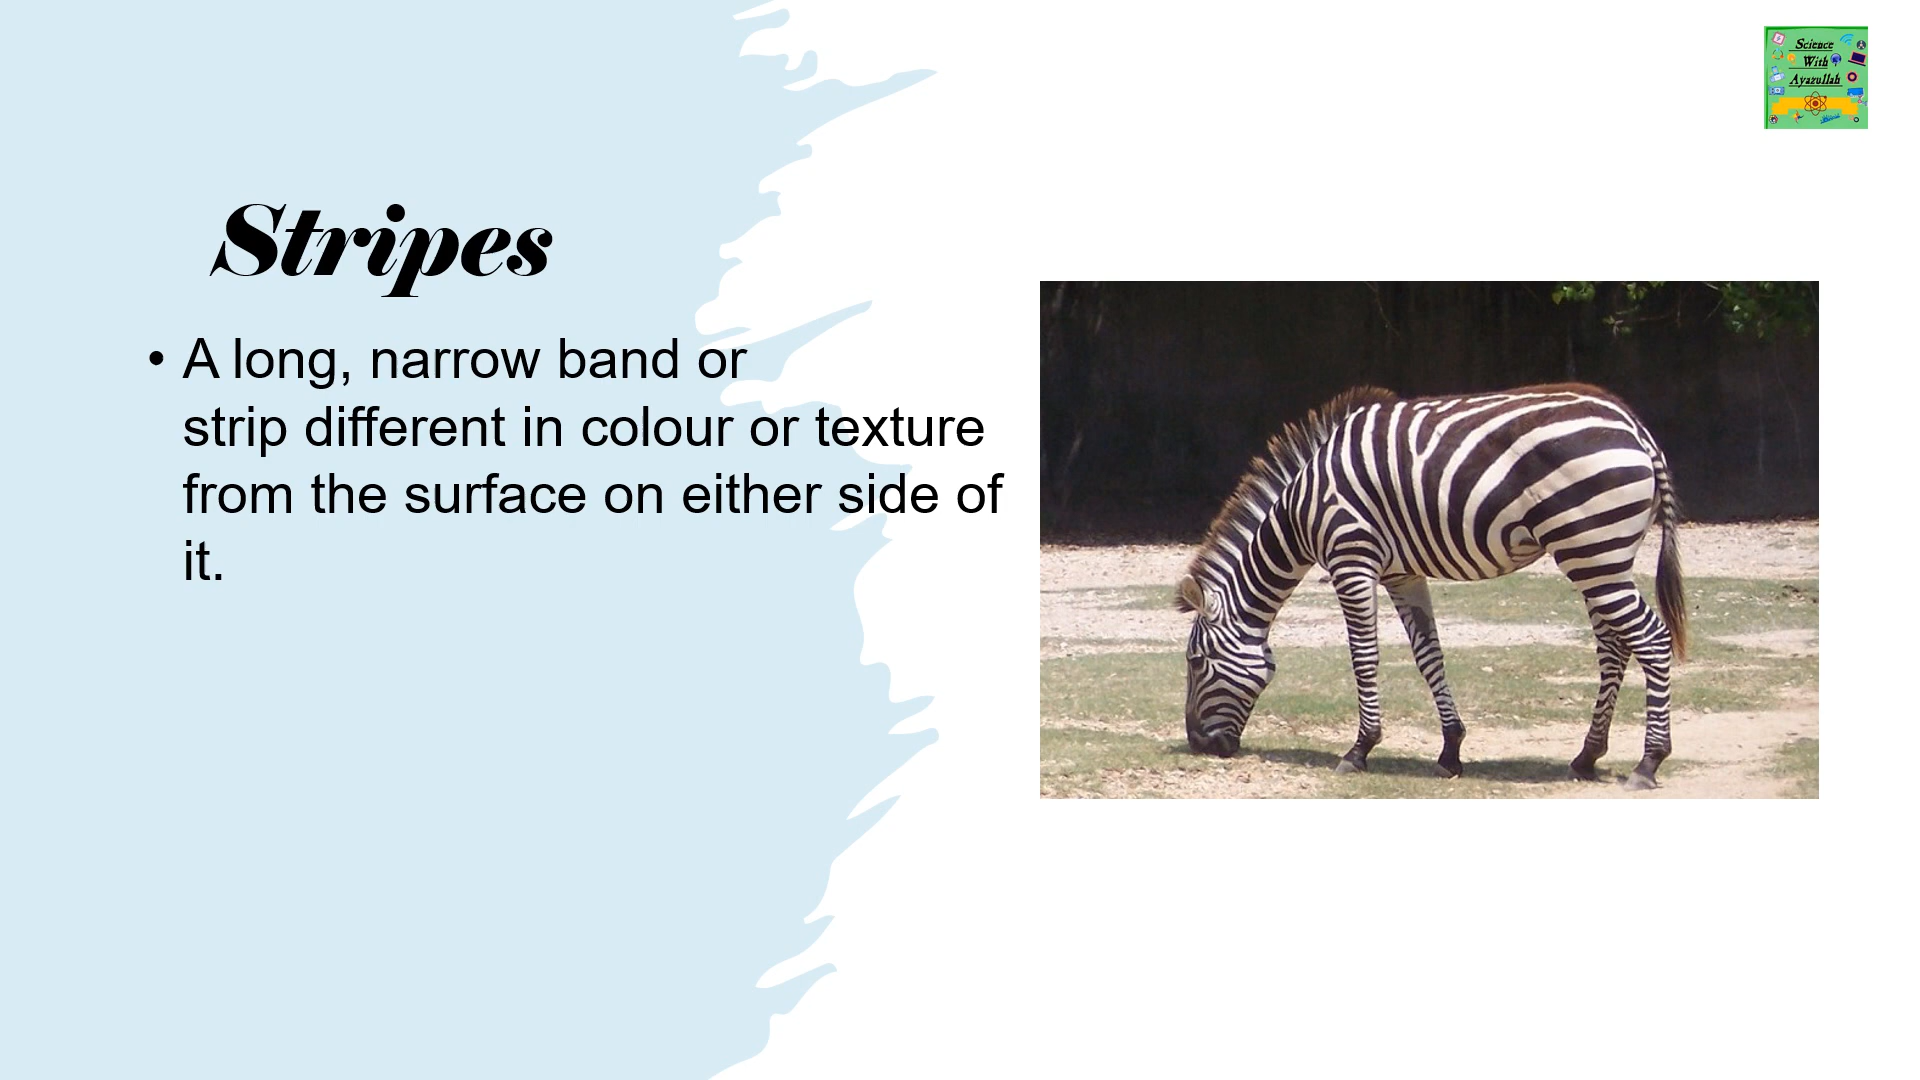 Science
With
Ayazullah
Stripes
• A long, narrow band or
strip different in colour or texture
from the surface on either side of
it.